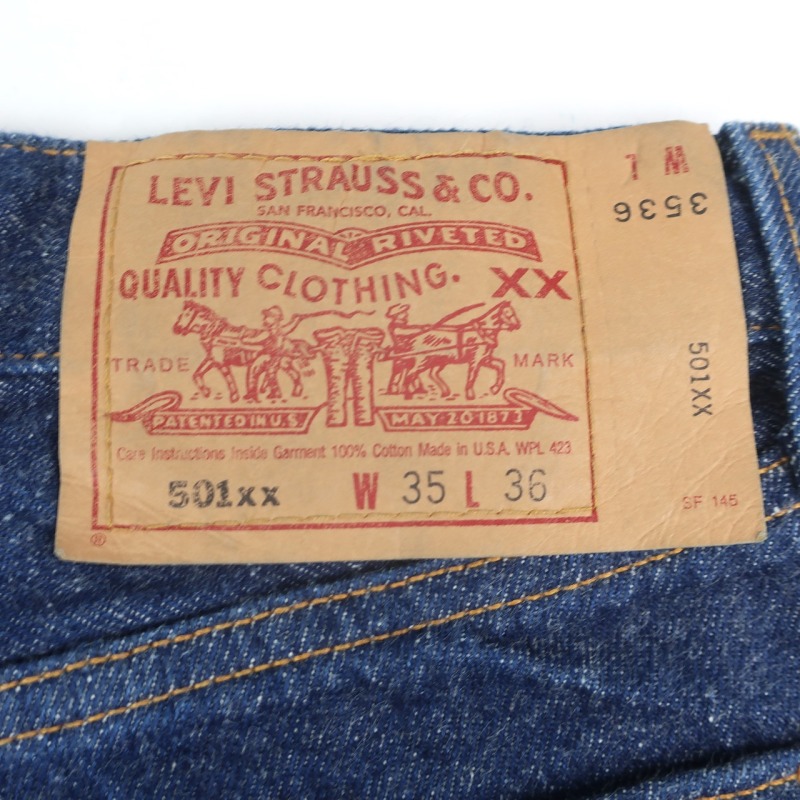 LEVI STRAUSS & CO.
SAN FRANCISCO, CAL.
ORIGINAL RIVETED
QUALITY CLOTHING. XX
TRADE MARK
PATENTED IN U.S. MAY 20 1873
Care Instructions Inside Garment 100% Cotton Made in U.S.A. WPL 423
501xx W 35 L 36
®
W L
3536
501XX
SF 145